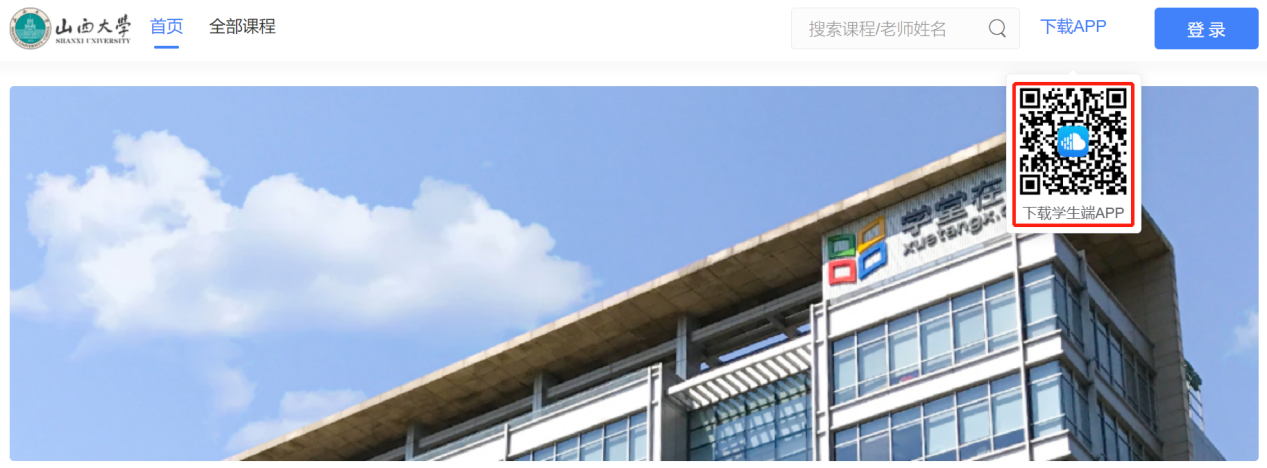 山西大学
SHANXI UNIVERSITY
首页
全部课程
搜索课程/老师姓名
下载APP
登录
下载学生端APP
学堂在
xuetangx.